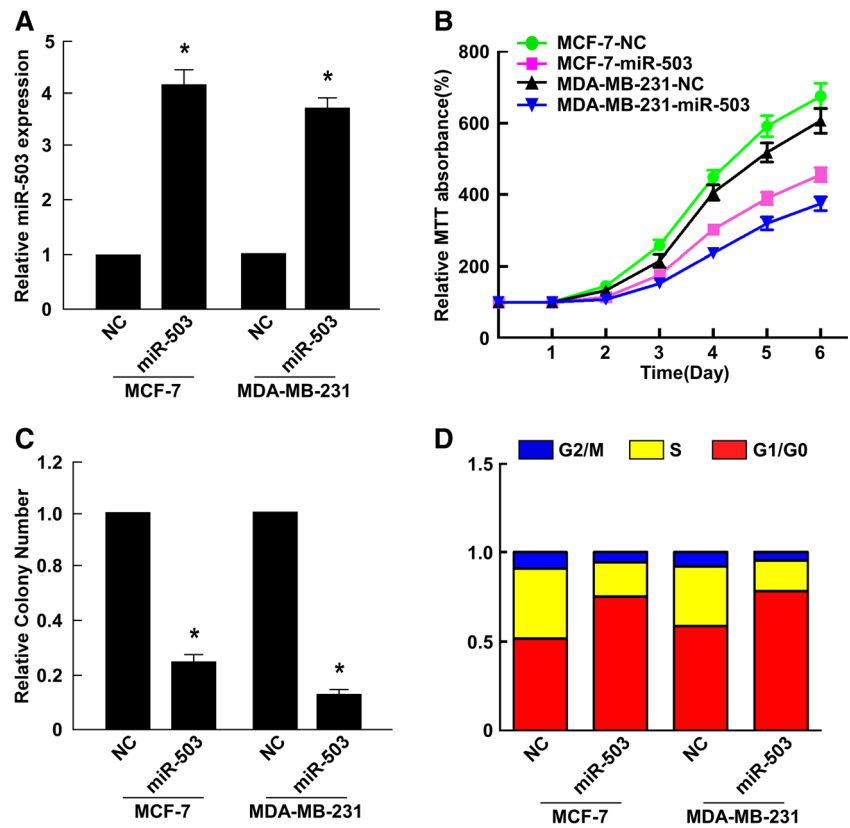 A
Relative miR-503 expression
5
4
3
2
1
0
*
*
NC
miR-503
NC
miR-503
MCF-7
MDA-MB-231
B
Relative MTT absorbance(%)
800
600
400
200
0
MCF-7-NC
MCF-7-miR-503
MDA-MB-231-NC
MDA-MB-231-miR-503
1 2 3 4 5 6
Time(Day)
C
Relative Colony Number
1.2
1.0
0.8
0.4
0.2
0
*
*
NC
miR-503
NC
miR-503
MCF-7
MDA-MB-231
D
G2/M S G1/G0
1.5
1.0
0.5
0
NC
miR-503
NC
miR-503
MCF-7
MDA-MB-231